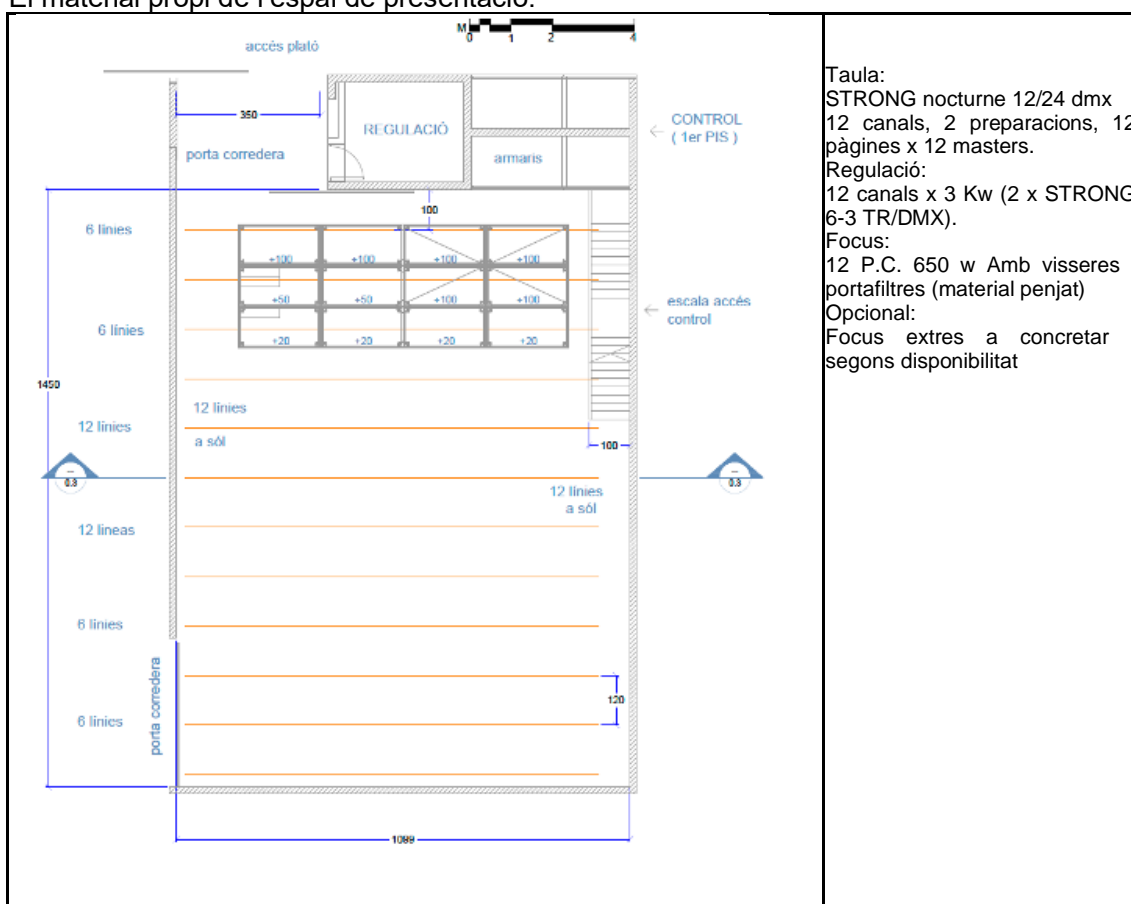 El material propi de l'espai de presentació.
M
0 1 2 4
accés plató
350
REGULACIÓ
CONTROL
( 1er PIS )
porta corredera
armaris
100
6 línies
+100 +100 +100 +100
+50 +50 +100 +100
escala accés
control
6 línies
+20 +20 +20 +20
1450
12 línies
a sól
12 línies
100
0.3
0.3
12 línies
a sól
12 lineas
6 línies
porta corredera
120
6 línies
1099
Taula:
STRONG nocturne 12/24 dmx
12 canals, 2 preparacions, 12
pàgines x 12 masters.
Regulació:
12 canals x 3 Kw (2 x STRONG
6-3 TR/DMX).
Focus:
12 P.C. 650 w Amb visseres
portafiltres (material penjat)
Opcional:
Focus extres a concretar
segons disponibilitat